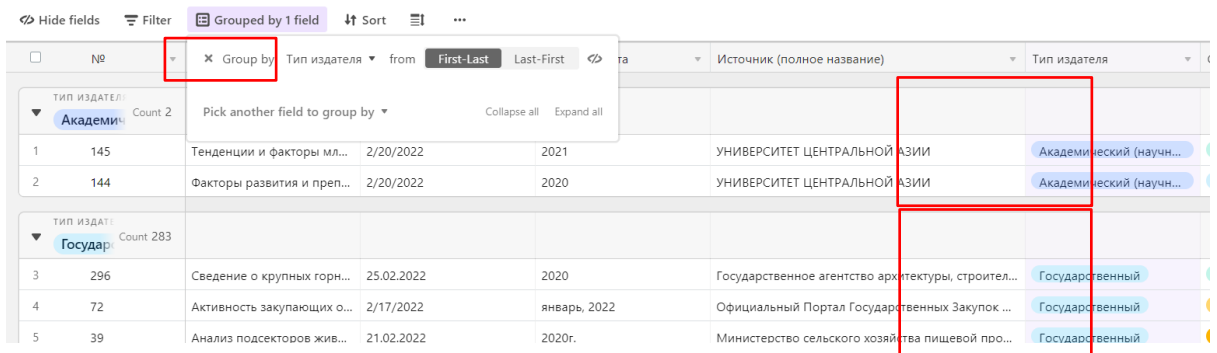 Hide fields Filter Grouped by 1 field Sort ...
№ Источник (полное название) Тип издателя
Group by Тип издателя from First-Last Last-First
ТИП ИЗДАТЕЛ
Count 2
Академич
Pick another field to group by Collapse all Expand all
1 145 Тенденции и факторы мл... 2/20/2022 2021 УНИВЕРСИТЕТ ЦЕНТРАЛЬНОЙ АЗИИ Академический (научн...
2 144 Факторы развития и преп... 2/20/2022 2020 УНИВЕРСИТЕТ ЦЕНТРАЛЬНОЙ АЗИИ Академический (научн...
ТИП ИЗДАТЕ
Count 283
Государ
3 296 Сведение о крупных горн... 25.02.2022 2020 Государственное агентство архитектуры, строител... Государственный
4 72 Активность закупающих о... 2/17/2022 январь, 2022 Официальный Портал Государственных Закупок ... Государственный
5 39 Анализ подсекторов жив... 21.02.2022 2020г. Министерство сельского хозяйства пищевой про... Государственный